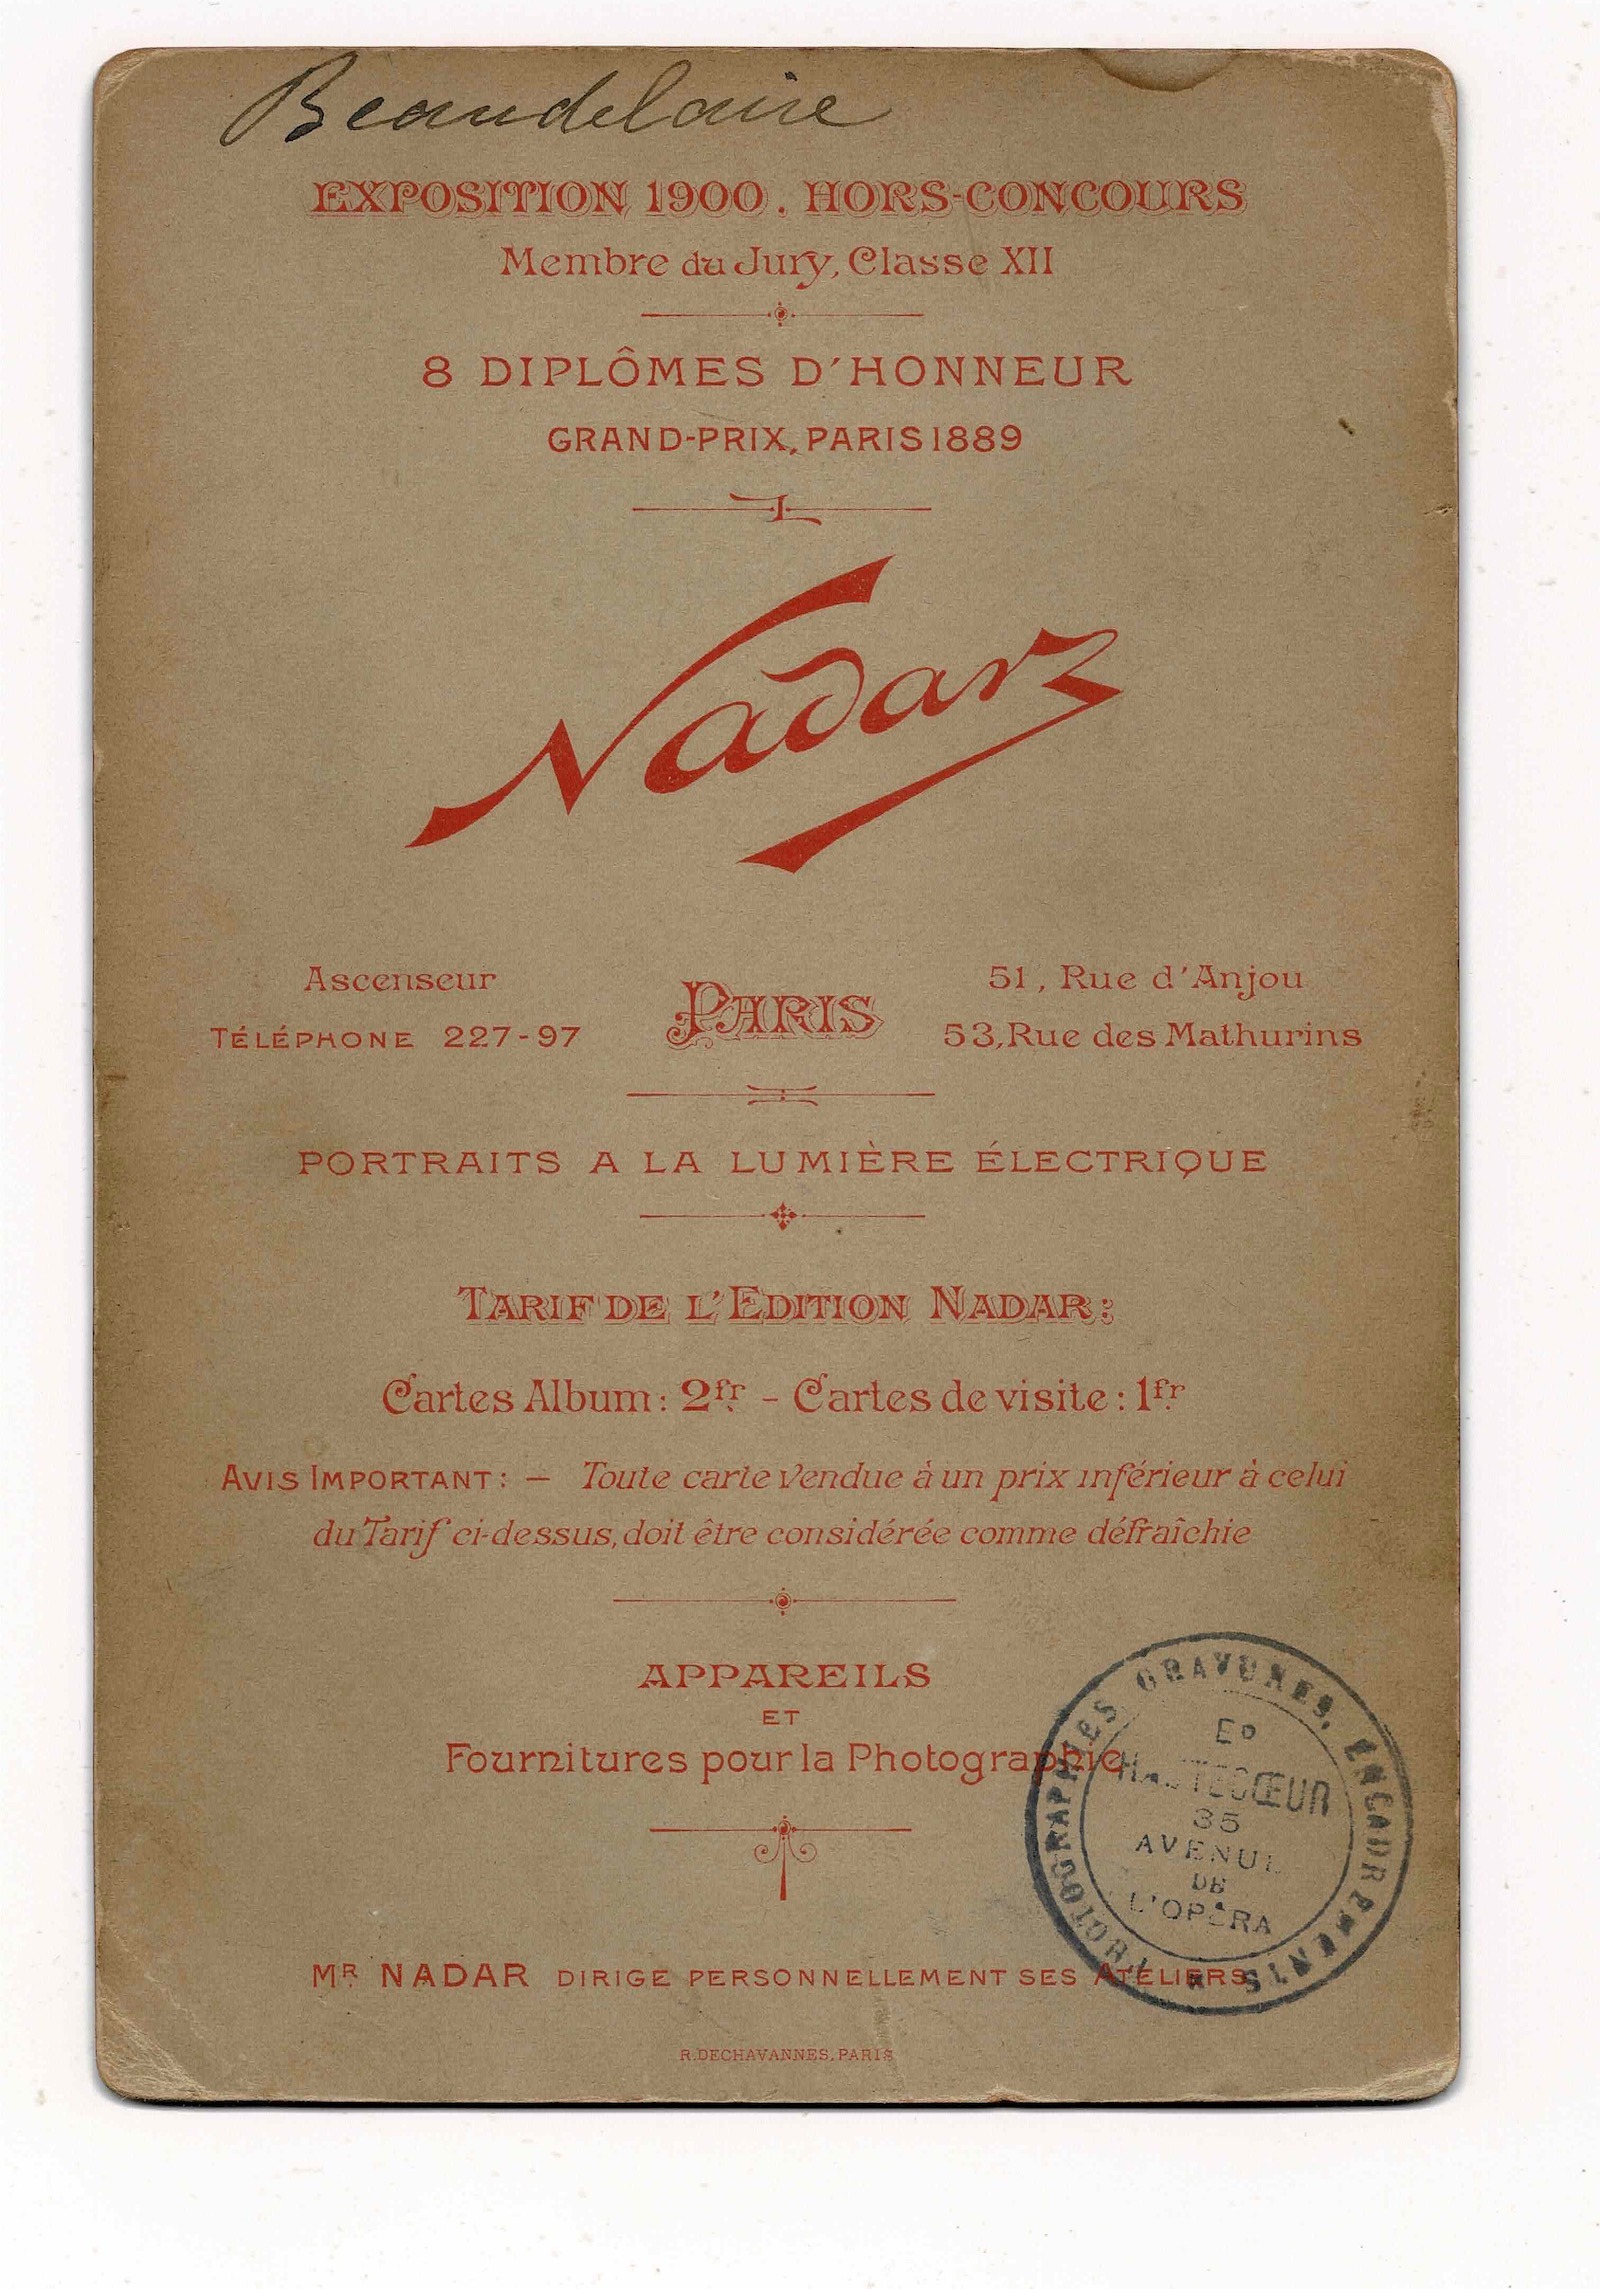 Beaudelaire
EXPOSITION 1900. HORS-CONCOURS
Membre du Jury, Classe XII
8 DIPLÔMES D'HONNEUR
GRAND-PRIX, PARIS 1889
Nadar
Ascenseur
TÉLÉPHONE 227-97
PARIS
51, Rue d'Anjou
53, Rue des Mathurins
PORTRAITS A LA LUMIÈRE ÉLECTRIQUE
TARIF DE L'EDITION NADAR:
Cartes Album: 2fr. - Cartes de visite: 1fr.
AVIS IMPORTANT: — Toute carte vendue à un prix inférieur à celui
du Tarif ci-dessus, doit être considérée comme défraîchie
APPAREILS
ET
Fournitures pour la Photographie
PHOTOGRAPHIES GRAVURES, ENCADREMENTS
ED
HAUTECŒUR
35
AVENUE
DE
L'OPÉRA
MR NADAR DIRIGE PERSONNELLEMENT SES ATELIERS
R. DECHAVANNES, PARIS